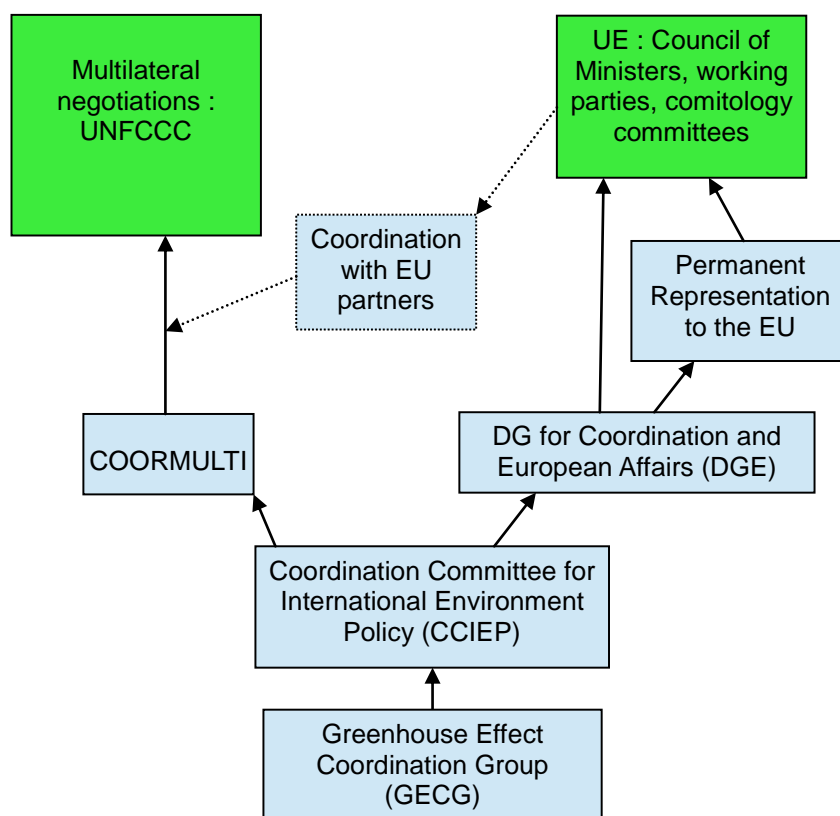 Multilateral
negotiations :
UNFCCC
UE : Council of
Ministers, working
parties, comitology
committees
Coordination
with EU
partners
Permanent
Representation
to the EU
COORMULTI
DG for Coordination and
European Affairs (DGE)
Coordination Committee for
International Environment
Policy (CCIEP)
Greenhouse Effect
Coordination Group
(GECG)